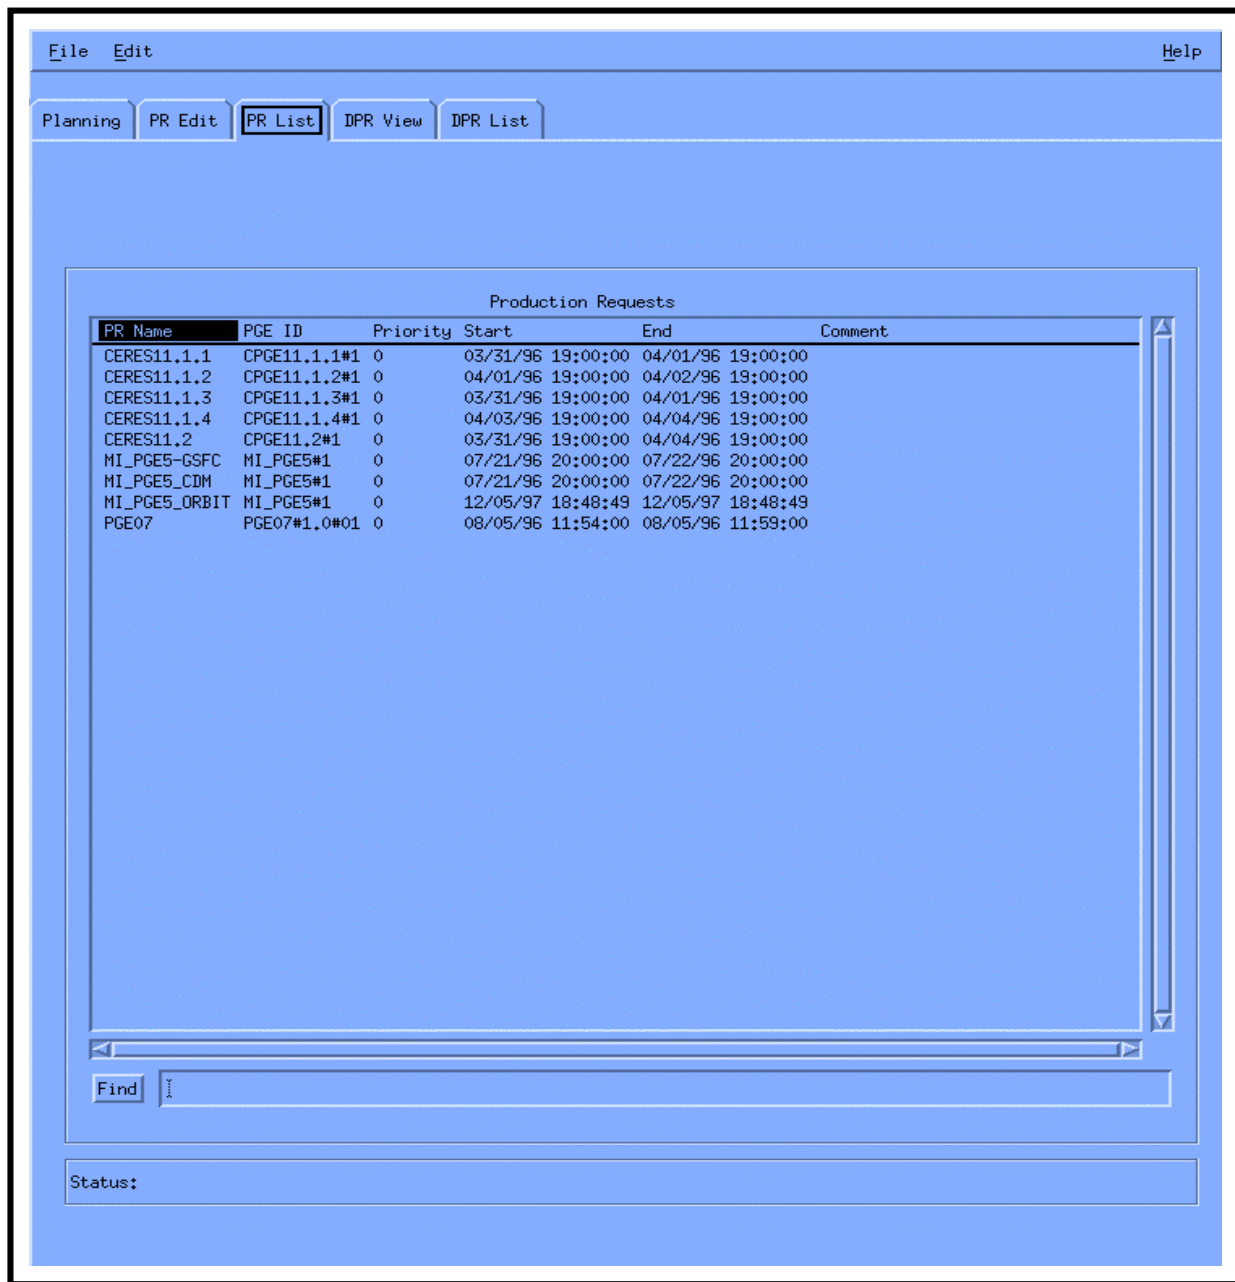 File Edit Help
Planning PR Edit PR List DPR View DPR List
Production Requests
PR Name PGE ID Priority Start End Comment
CERES11.1.1 CPGE11.1.1#1 0 03/31/96 19:00:00 04/01/96 19:00:00
CERES11.1.2 CPGE11.1.2#1 0 04/01/96 19:00:00 04/02/96 19:00:00
CERES11.1.3 CPGE11.1.3#1 0 03/31/96 19:00:00 04/01/96 19:00:00
CERES11.1.4 CPGE11.1.4#1 0 04/03/96 19:00:00 04/04/96 19:00:00
CERES11.2 CPGE11.2#1 0 03/31/96 19:00:00 04/04/96 19:00:00
MI_PGE5-GSFC MI_PGE5#1 0 07/21/96 20:00:00 07/22/96 20:00:00
MI_PGE5_CDM MI_PGE5#1 0 07/21/96 20:00:00 07/22/96 20:00:00
MI_PGE5_ORBIT MI_PGE5#1 0 12/05/97 18:48:49 12/05/97 18:48:49
PGE07 PGE07#1.0#01 0 08/05/96 11:54:00 08/05/96 11:59:00
Find
Status: